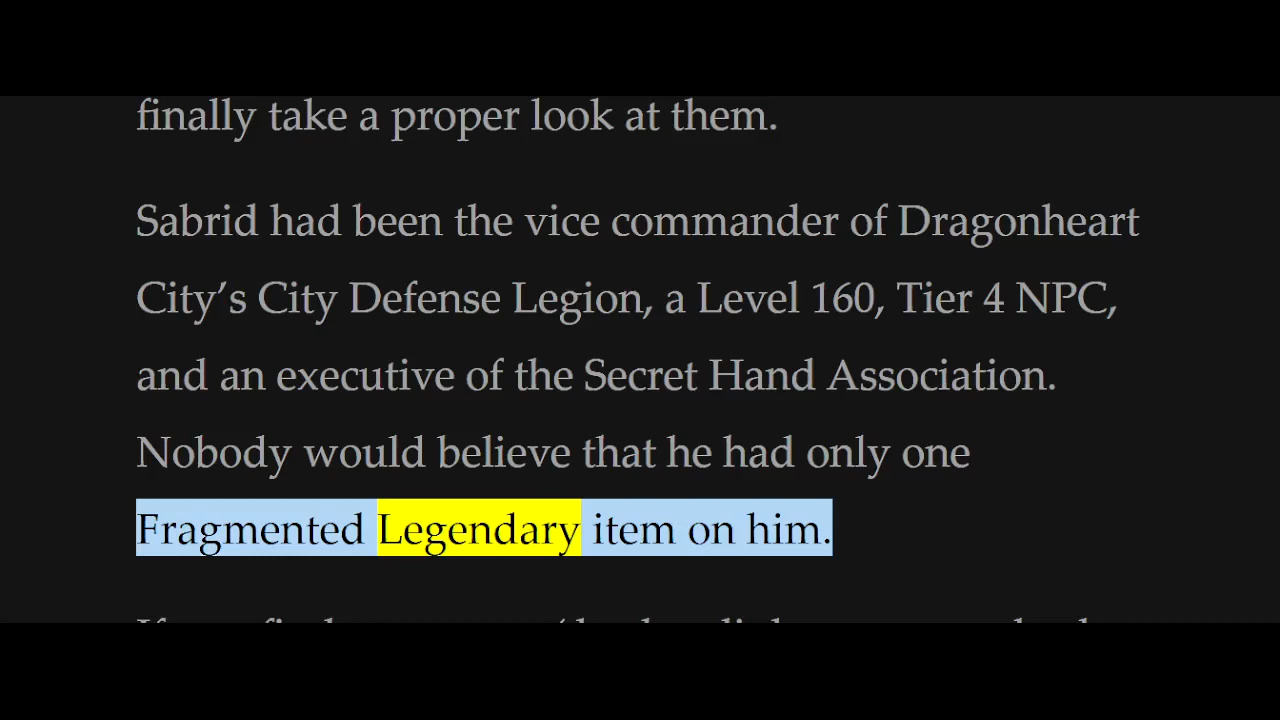 finally take a proper look at them.
Sabrid had been the vice commander of Dragonheart
City’s City Defense Legion, a Level 160, Tier 4 NPC,
and an executive of the Secret Hand Association.
Nobody would believe that he had only one
Fragmented Legendary item on him.